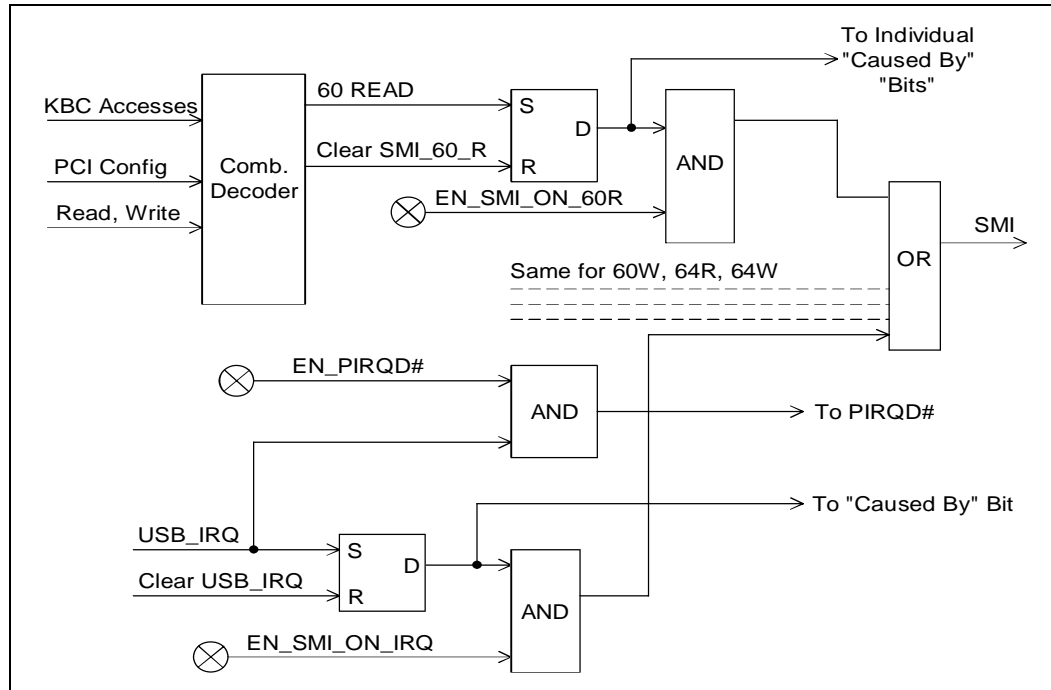 To Individual
"Caused By"
"Bits"
KBC Accesses
PCI Config
Read, Write
Comb.
Decoder
60 READ
Clear SMI_60_R
S
D
R
EN_SMI_ON_60R
AND
Same for 60W, 64R, 64W
OR
SMI
EN_PIRQD#
AND
To PIRQD#
To "Caused By" Bit
USB_IRQ
Clear USB_IRQ
S
D
R
EN_SMI_ON_IRQ
AND